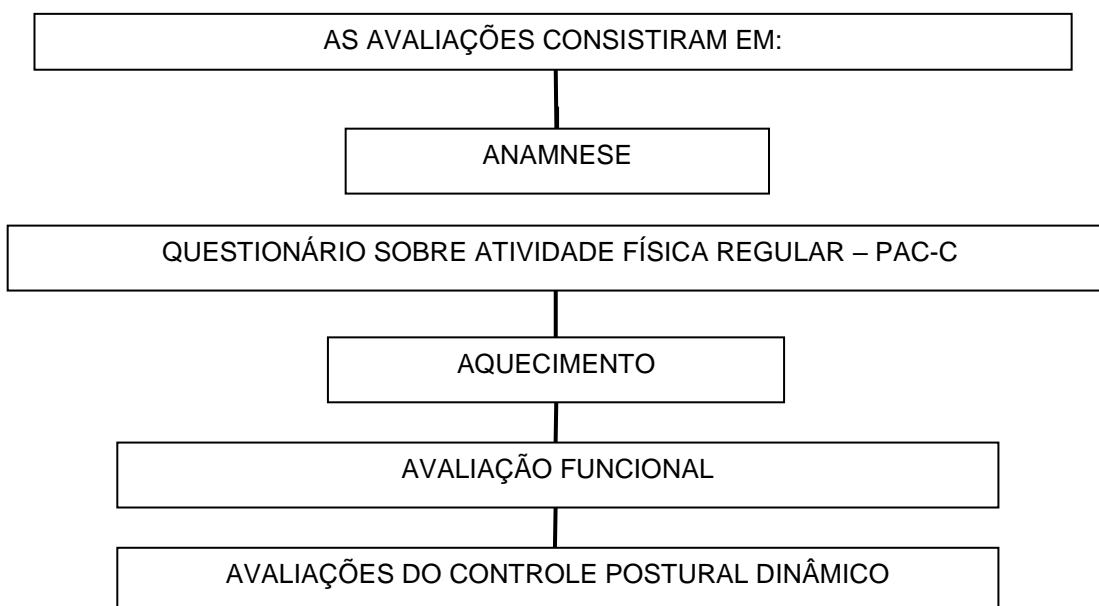 AS AVALIAÇÕES CONSISTIRAM EM:
ANAMNESE
QUESTIONÁRIO SOBRE ATIVIDADE FÍSICA REGULAR – PAC-C
AQUECIMENTO
AVALIAÇÃO FUNCIONAL
AVALIAÇÕES DO CONTROLE POSTURAL DINÂMICO